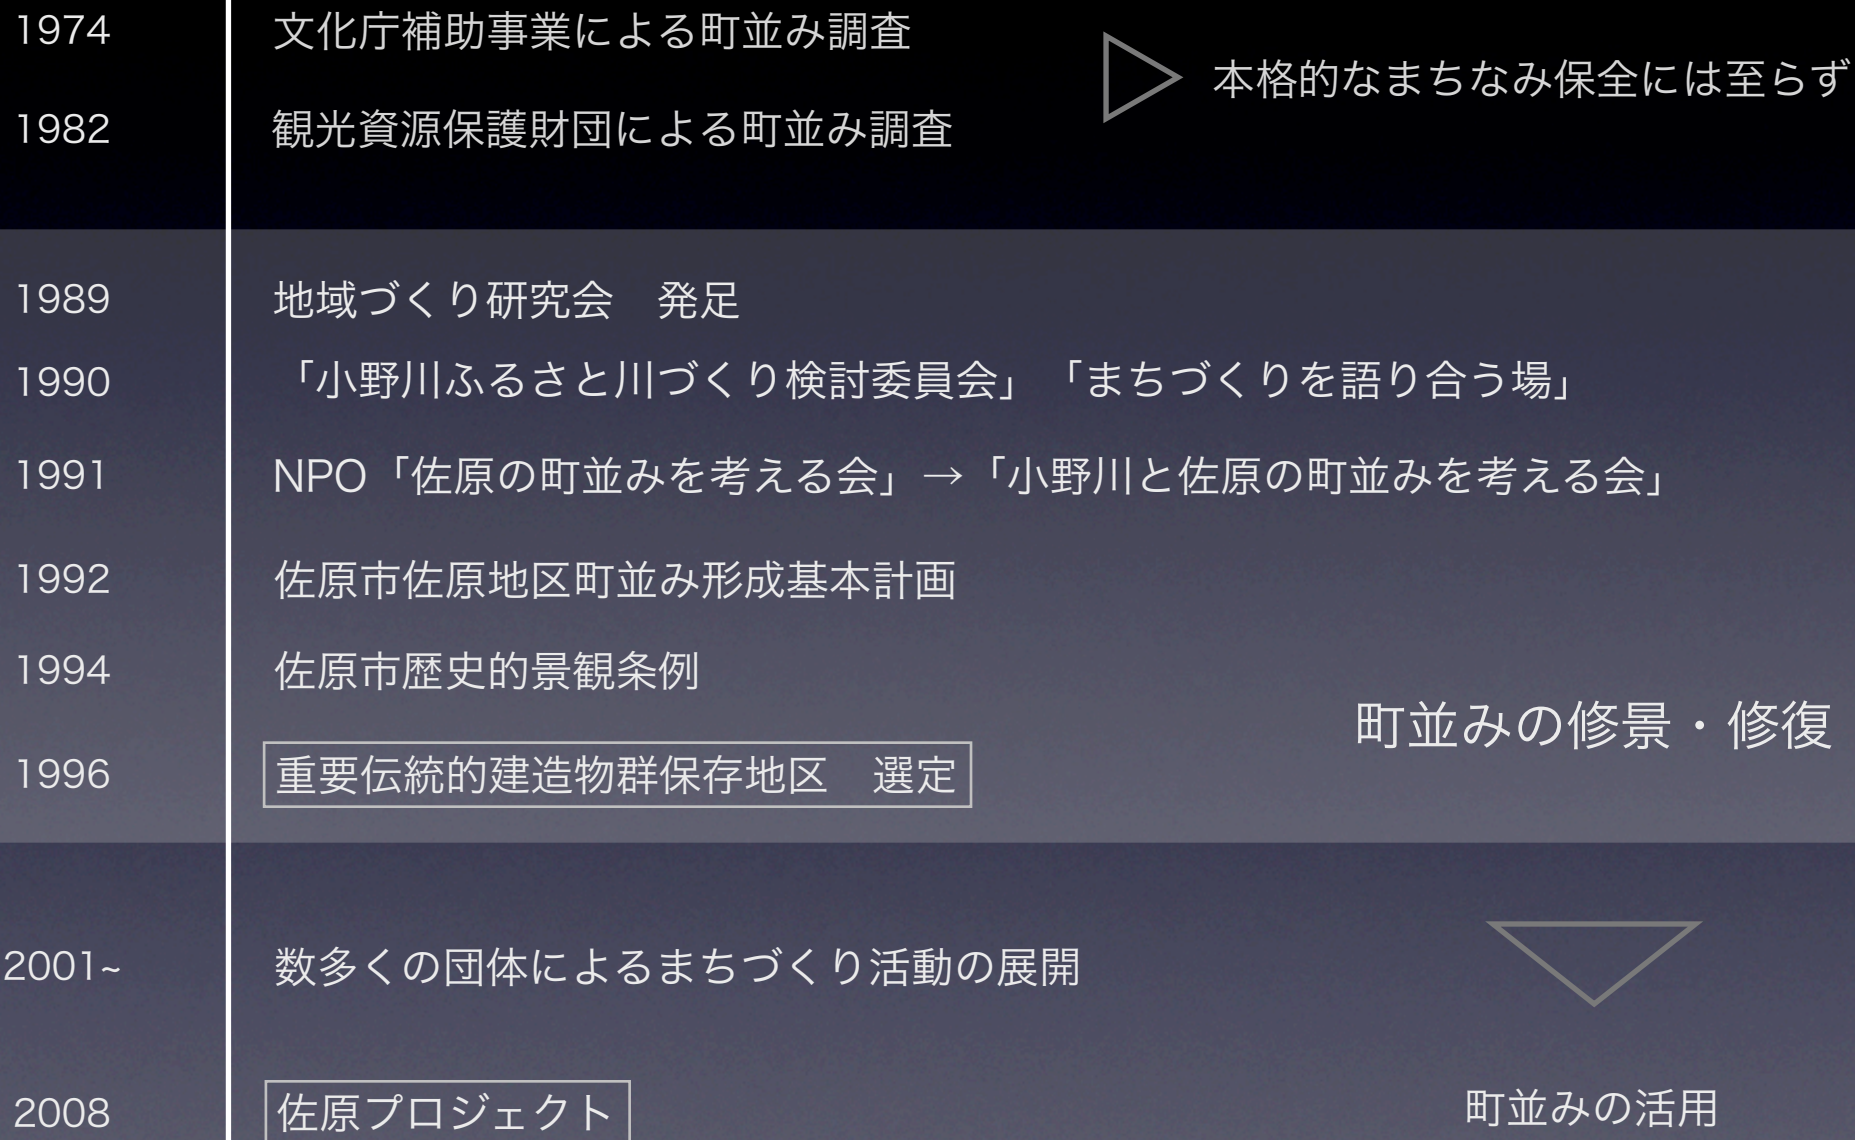 1974 文化庁補助事業による町並み調査
本格的なまちなみ保全には至らず
1982 観光資源保護財団による町並み調査
1989 地域づくり研究会　発足
1990 「小野川ふるさと川づくり検討委員会」「まちづくりを語り合う場」
1991 NPO「佐原の町並みを考える会」→「小野川と佐原の町並みを考える会」
1992 佐原市佐原地区町並み形成基本計画
1994 佐原市歴史的景観条例
町並みの修景・修復
1996 重要伝統的建造物群保存地区　選定
2001~ 数多くの団体によるまちづくり活動の展開
2008 佐原プロジェクト 町並みの活用